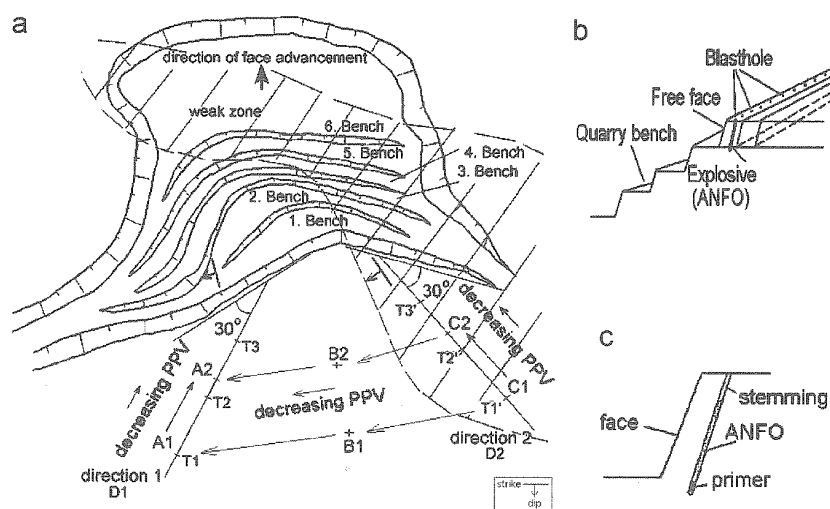 a
direction of face advancement
weak zone
6. Bench
5. Bench
4. Bench
3. Bench
2. Bench
1. Bench
30°
T3
A2
T2
A1
T1
decreasing PPV
direction 1
D1
B2
decreasing PPV
B1
30°
T3'
C2
T2'
C1
T1'
decreasing PPV
direction 2
D2
strike
dip
b
Blasthole
Free face
Quarry bench
Explosive
(ANFO)
c
stemming
face
ANFO
primer